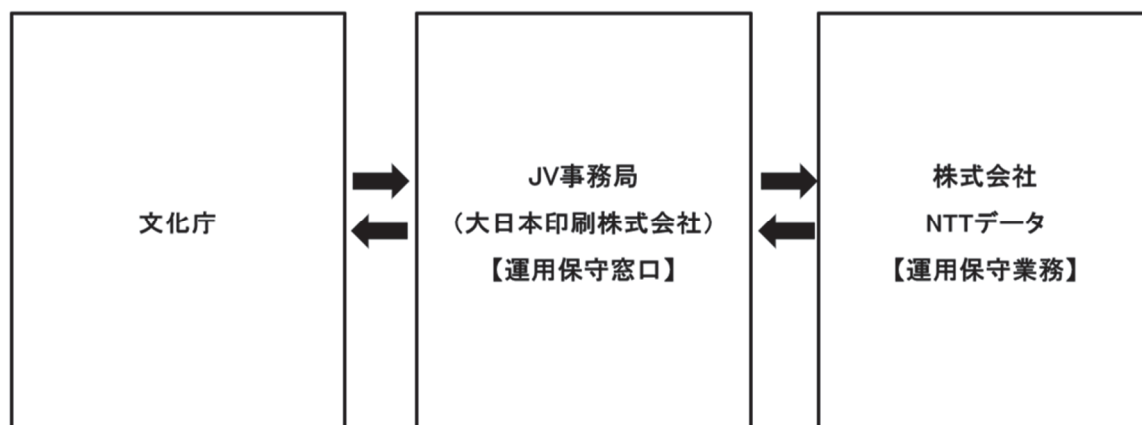 文化庁
JV事務局
（大日本印刷株式会社）
【運用保守窓口】
株式会社
NTTデータ
【運用保守業務】